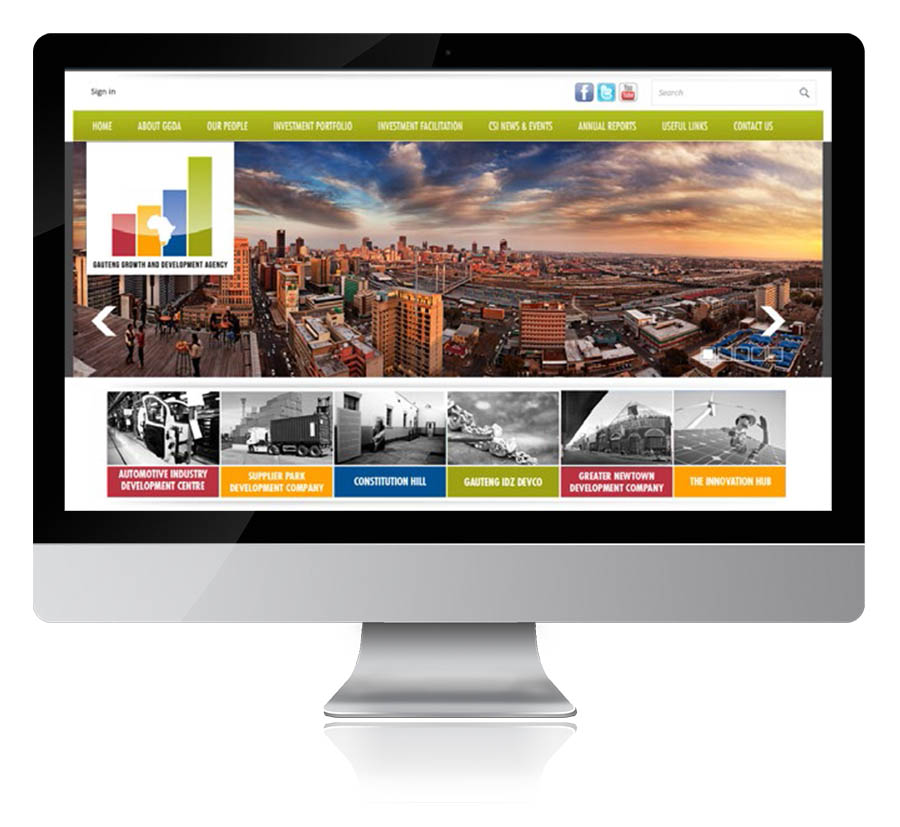 Sign in
Search
HOME ABOUT GGDA OUR PEOPLE INVESTMENT PORTFOLIO INVESTMENT FACILITATION CSI NEWS & EVENTS ANNUAL REPORTS USEFUL LINKS CONTACT US
GAUTENG GROWTH AND DEVELOPMENT AGENCY
AUTOMOTIVE INDUSTRY
DEVELOPMENT CENTRE
SUPPLIER PARK
DEVELOPMENT COMPANY
CONSTITUTION HILL
GAUTENG IDZ DEVCO
GREATER NEWTOWN
DEVELOPMENT COMPANY
THE INNOVATION HUB